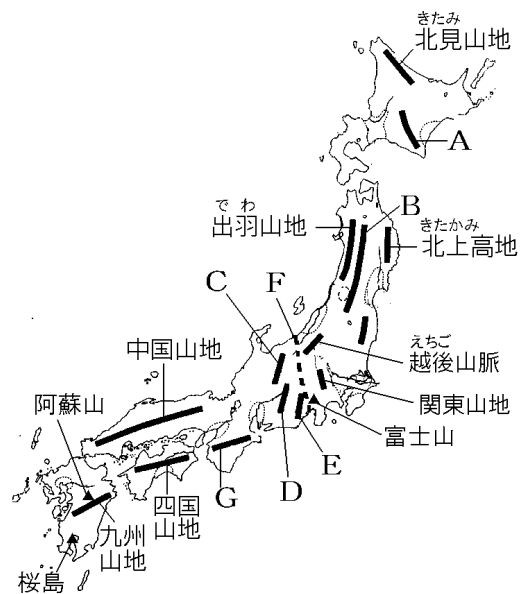 きたみ
北見山地
A
でわ
出羽山地
B
きたかみ
北上高地
C
F
えちご
越後山脈
中国山地
関東山地
阿蘇山
富士山
E
D
G
四国
山地
九州
山地
桜島